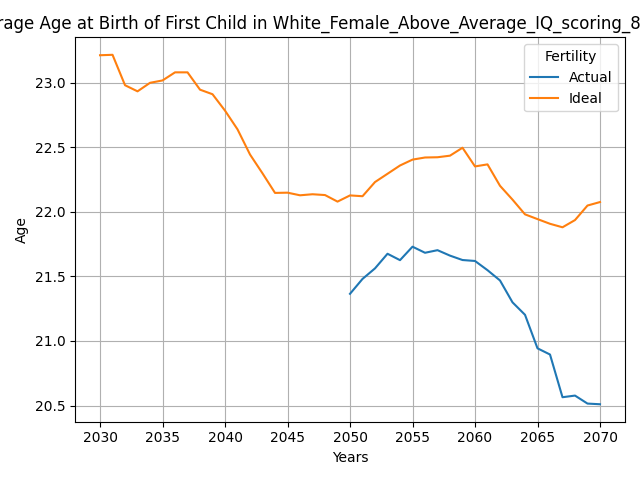 rage Age at Birth of First Child in White_Female_Above_Average_IQ_scoring_8
Fertility
Actual
Ideal
23.0
22.5
22.0
21.5
21.0
20.5
Age
2030 2035 2040 2045 2050 2055 2060 2065 2070
Years